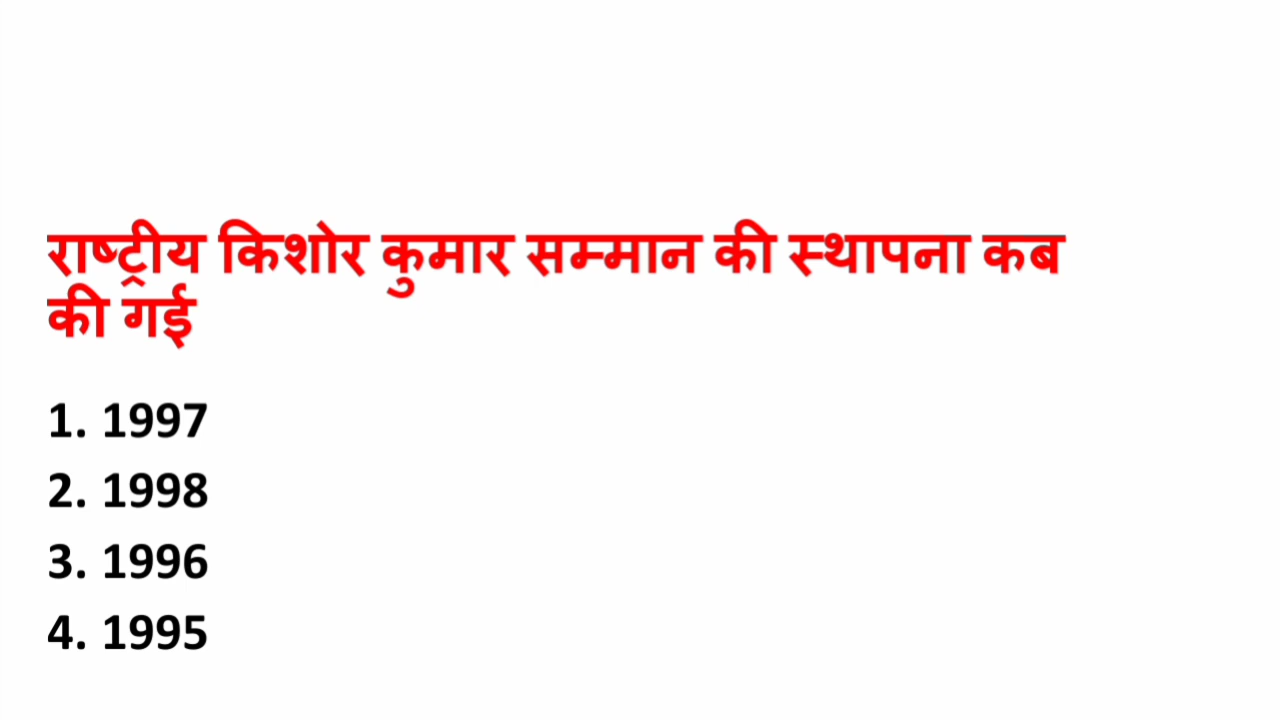 राष्ट्रीय किशोर कुमार सम्मान की स्थापना कब
की गई
1. 1997
2. 1998
3. 1996
4. 1995